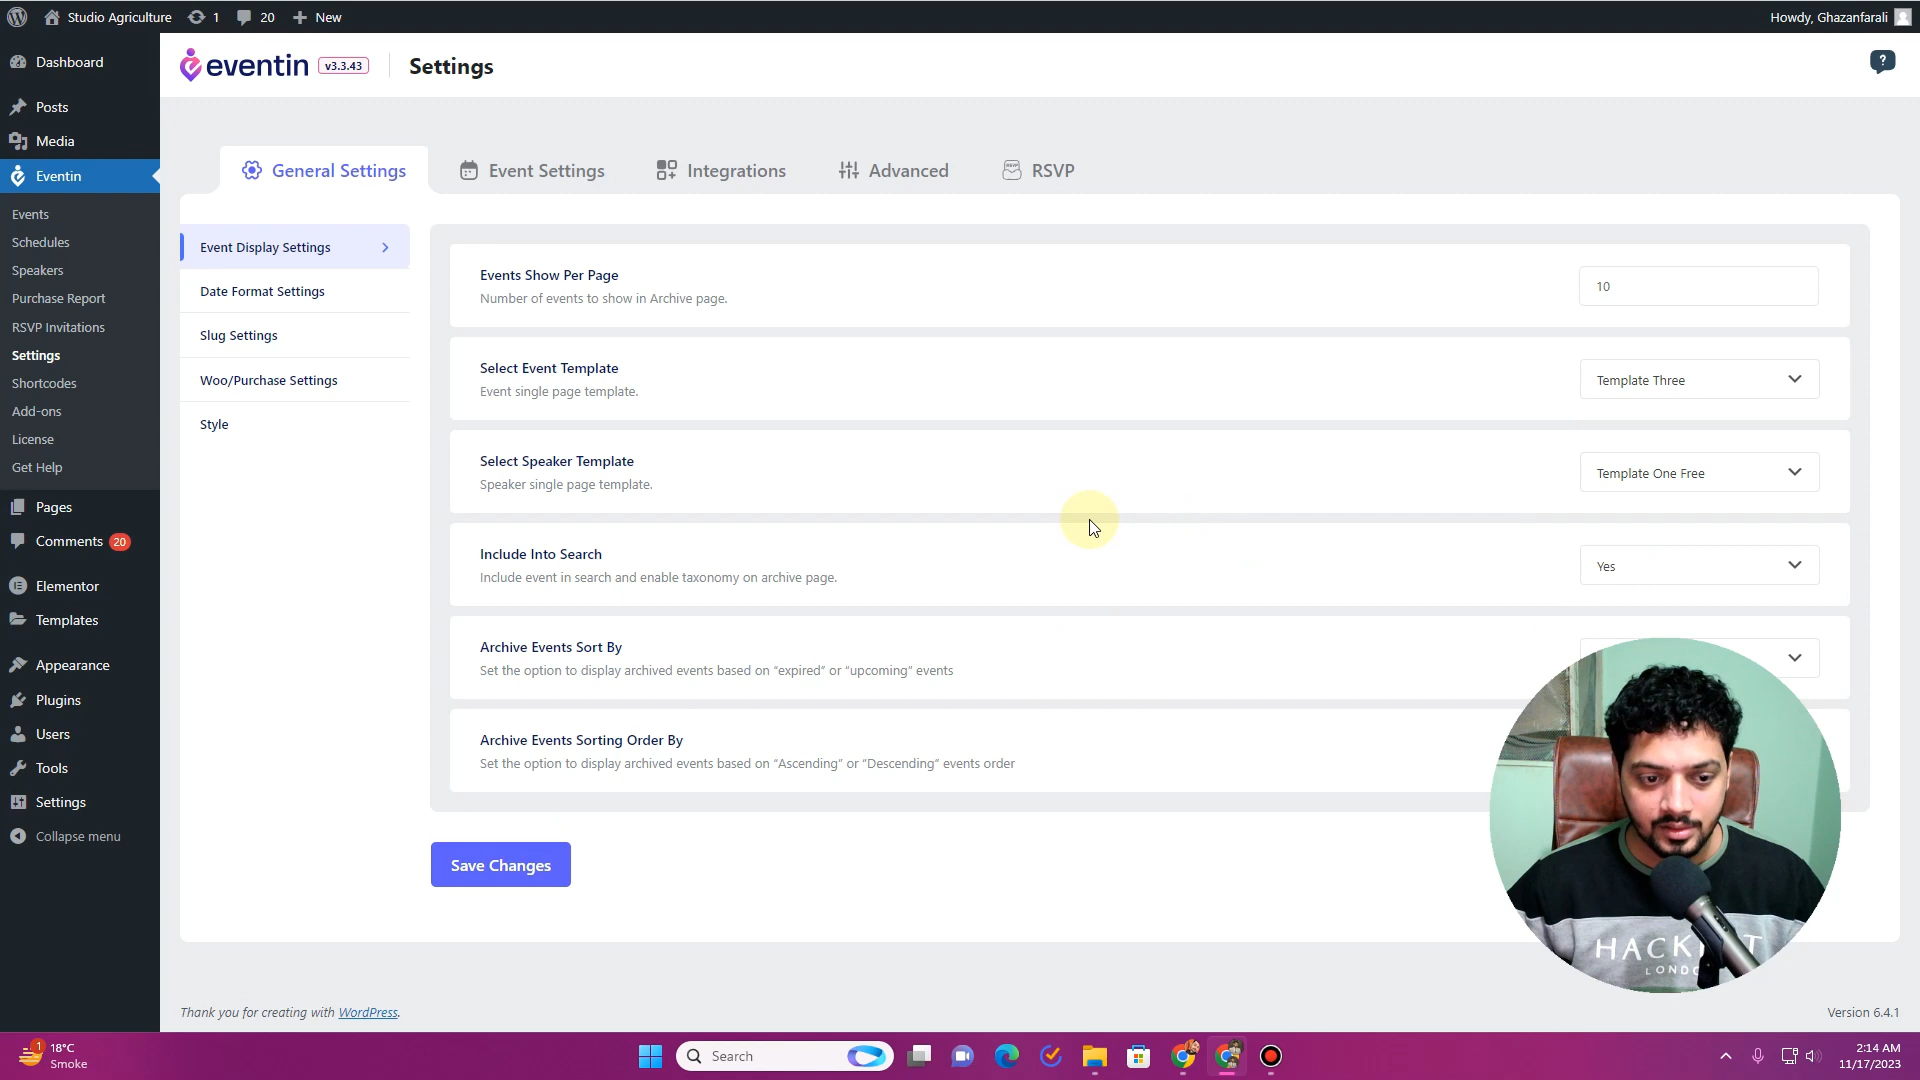 Studio Agriculture
1
20
New
Howdy, Ghazanfarali
Dashboard
Posts
Media
Eventin
Events
Schedules
Speakers
Purchase Report
RSVP Invitations
Settings
Shortcodes
Add-ons
License
Get Help
Pages
Comments 20
Elementor
Templates
Appearance
Plugins
Users
Tools
Settings
Collapse menu
eventin v3.3.43
Settings
?
General Settings
Event Settings
Integrations
Advanced
RSVP
Event Display Settings
Date Format Settings
Slug Settings
Woo/Purchase Settings
Style
Events Show Per Page
Number of events to show in Archive page.
10
Select Event Template
Event single page template.
Template Three
Select Speaker Template
Speaker single page template.
Template One Free
Include Into Search
Include event in search and enable taxonomy on archive page.
Yes
Archive Events Sort By
Set the option to display archived events based on “expired” or “upcoming” events
Archive Events Sorting Order By
Set the option to display archived events based on “Ascending” or “Descending” events order
Save Changes
Thank you for creating with WordPress.
Version 6.4.1
1
18°C
Smoke
Search
2:14 AM
11/17/2023